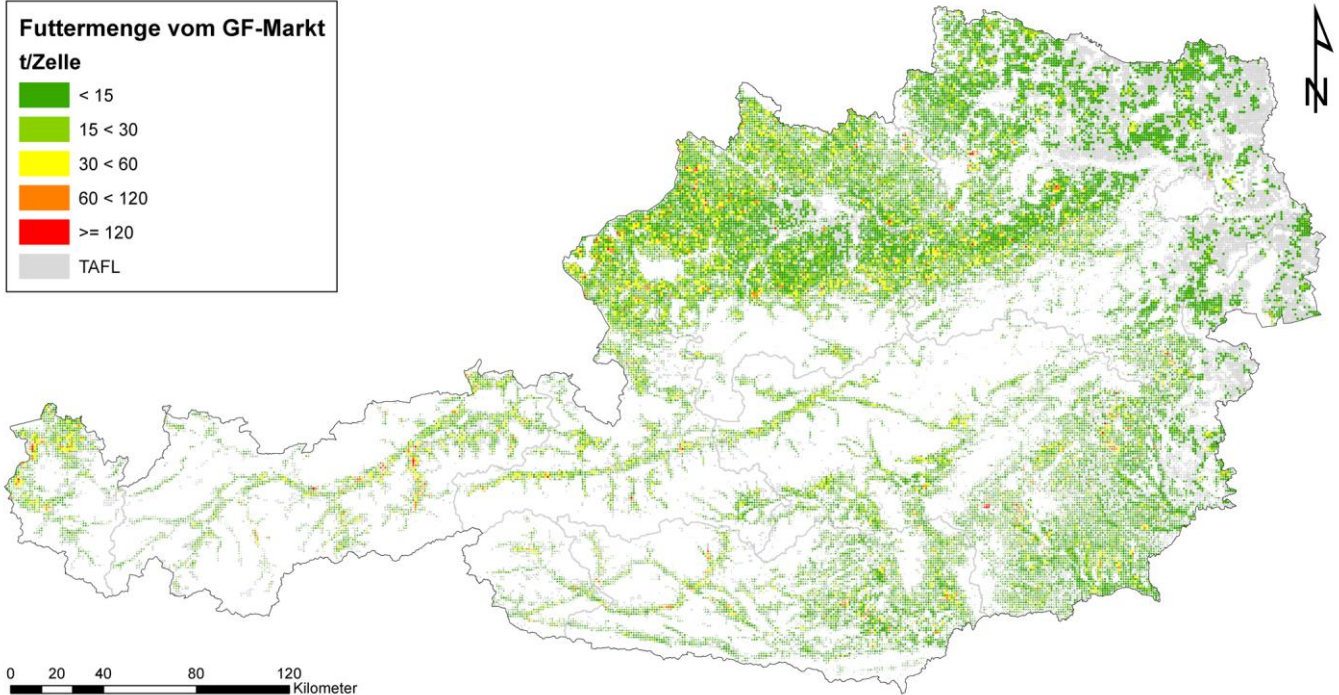 Futtermenge vom GF-Markt
t/Zelle
< 15
15 < 30
30 < 60
60 < 120
>= 120
TAFL
N
0 20 40 80 120
Kilometer